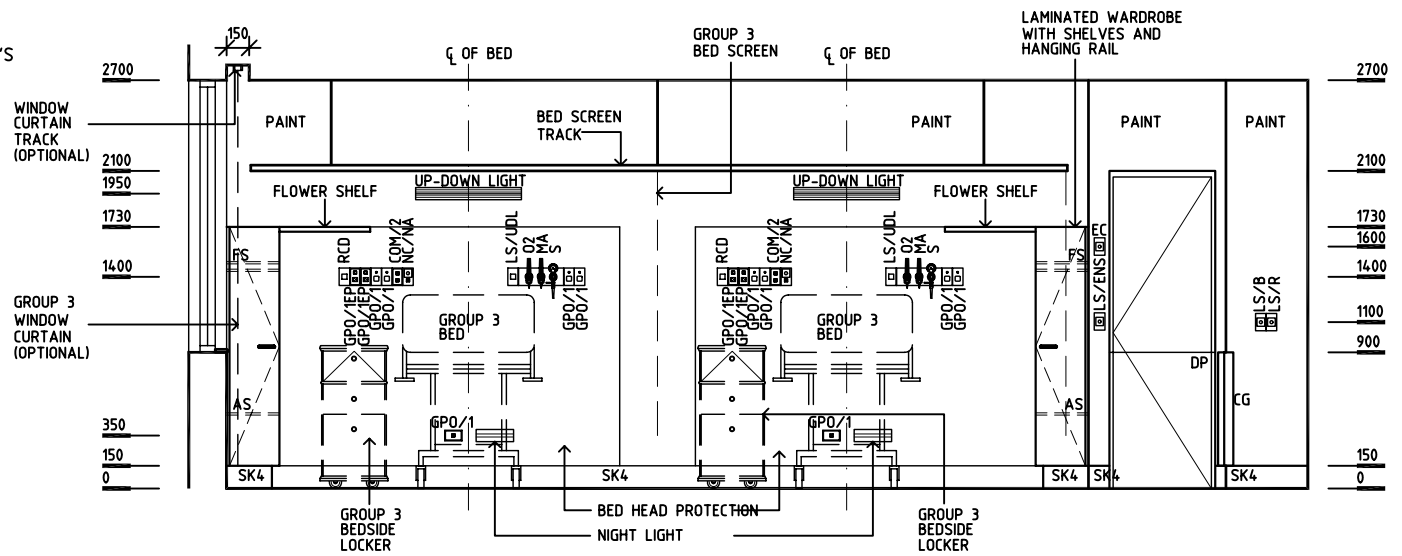 'S
150
LAMINATED WARDROBE
WITH SHELVES AND
HANGING RAIL
GROUP 3
BED SCREEN
℄ OF BED
℄ OF BED
2700
2700
WINDOW
CURTAIN
TRACK
(OPTIONAL)
PAINT
BED SCREEN
TRACK
PAINT
PAINT
PAINT
2100
2100
1950
UP-DOWN LIGHT
UP-DOWN LIGHT
FLOWER SHELF
FLOWER SHELF
1730
1730
1600
1400
1400
FS
RCD
COM/2
NC/NA
LS/UDL
O2
MA
S
RCD
COM/2
NC/NA
LS/UDL
O2
MA
S
FS
EC
LS/ENS
GPO/1EP
GPO/1EP
GPO/1
GPO/1
GPO/1
GPO/1
GPO/1EP
GPO/1EP
GPO/1
GPO/1
GPO/1
GPO/1
LS/B
LS/R
GROUP 3
WINDOW
CURTAIN
(OPTIONAL)
GROUP 3
BED
GROUP 3
BED
1100
1100
900
900
DP
AS
AS
CG
GPO/1
GPO/1
350
150
150
0
0
SK4
SK4
SK4
SK4
SK4
GROUP 3
BEDSIDE
LOCKER
BED HEAD PROTECTION
NIGHT LIGHT
GROUP 3
BEDSIDE
LOCKER